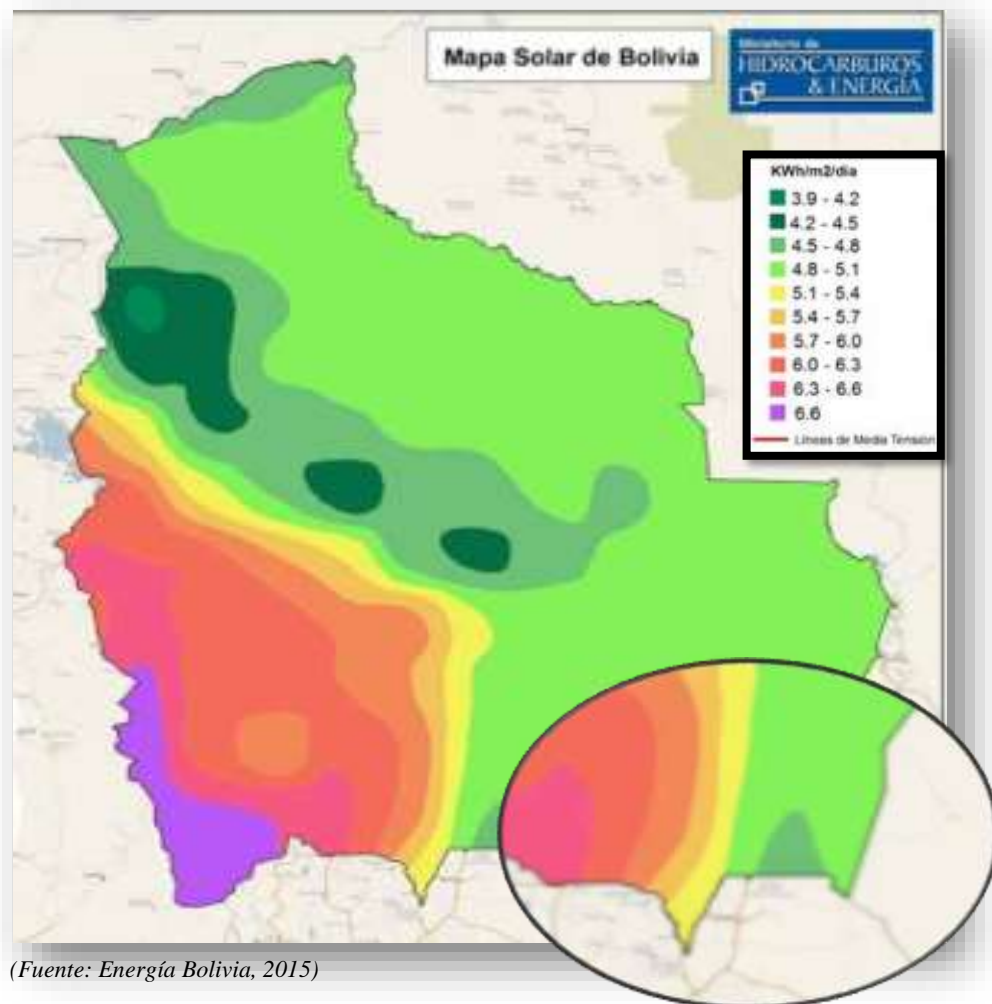 Mapa Solar de Bolivia
Ministerio de
HIDROCARBUROS
& ENERGÍA
KWh/m2/dia
3.9 - 4.2
4.2 - 4.5
4.5 - 4.8
4.8 - 5.1
5.1 - 5.4
5.4 - 5.7
5.7 - 6.0
6.0 - 6.3
6.3 - 6.6
6.6
Líneas de Media Tensión
(Fuente: Energía Bolivia, 2015)